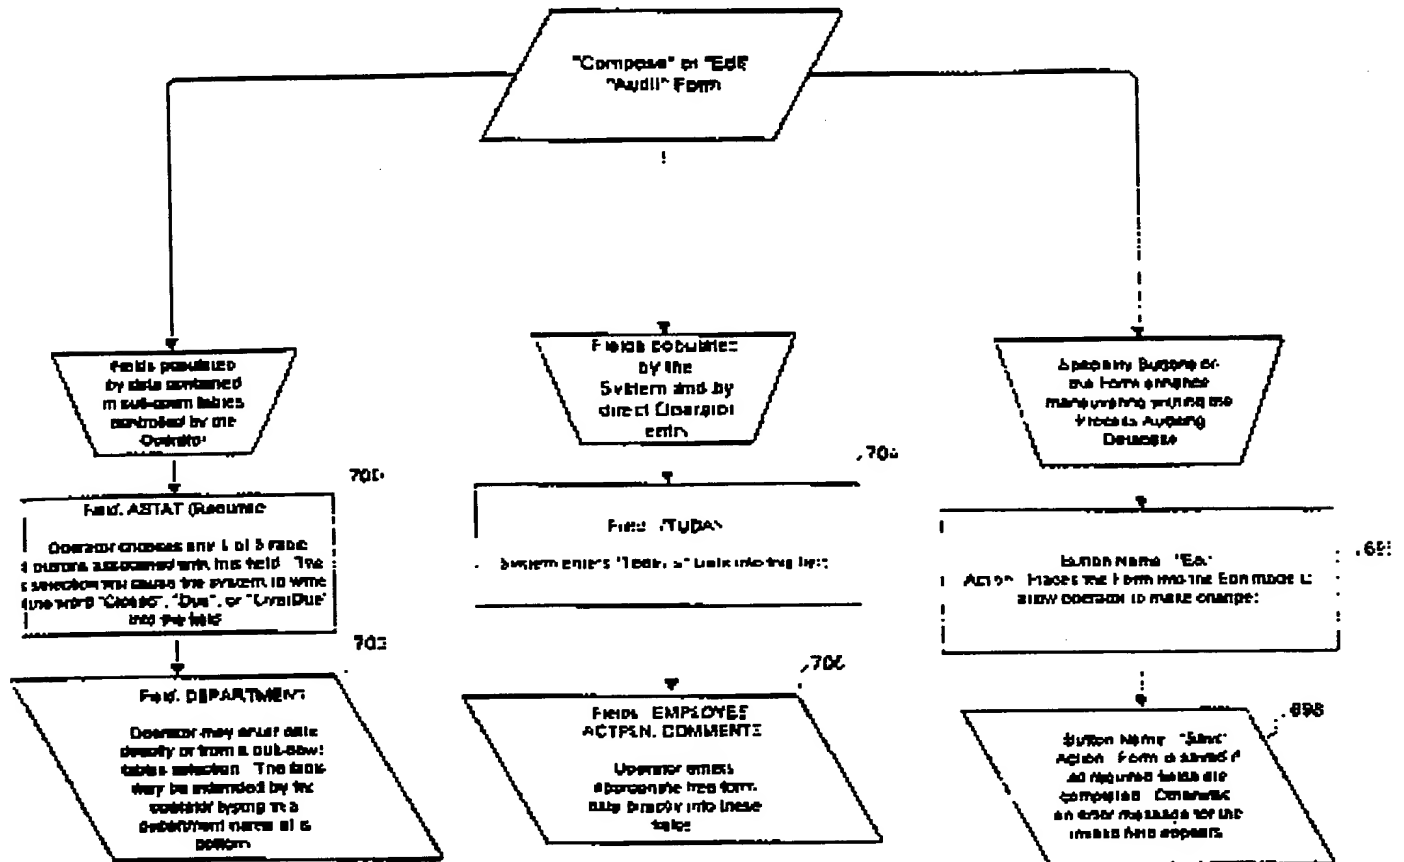 "Compose" or "Edit"
"Audit" Form
Fields populated
by data contained
in pull-down tables
controlled by the
Operator
Fields populated
by the
System and by
direct Operator
entry
Specialty Buttons on
the Form enhance
maneuvering within the
Process Auditing
Database
700
Field: ASTAT (Required
Operator chooses any 1 of 3 radio
buttons associated with this field. The
selection will cause the system to write
the word "Closed", "Due", or "OverDue"
into the field
704
Field: TODAY
System enters "Today's" Date into this field
Button Name "Edit"
Action Places the Form into the Edit mode to
allow operator to make changes
702
Field: DEPARTMENT
Operator may enter data
directly or from a pull-down
tables selection. The table
may be extended by the
operator typing in a
department name at
bottom
706
Fields EMPLOYEE
COMMENTS
Operator enters
appropriate free form
data directly into these
fields
698
Button Name "Save"
Action Form is saved if
all required fields are
completed. Otherwise
an error message for the
missed field appears